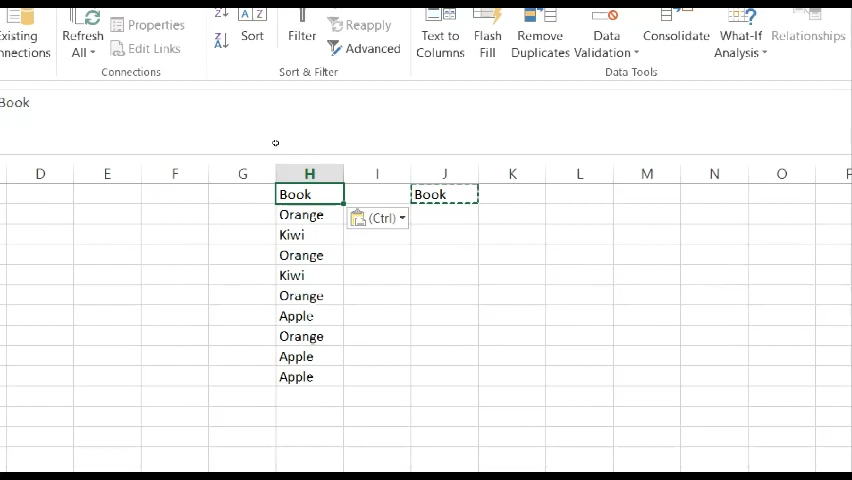 Existing Refresh Properties Sort Filter Reapply Text to Flash Remove Data Consolidate What-If Relationships
Connections All Edit Links Advanced Columns Fill Duplicates Validation Analysis
Connections Sort & Filter Data Tools
Book
D E F G H I J K L M N O P
Book Book
Orange (Ctrl)
Kiwi
Orange
Kiwi
Orange
Apple
Orange
Apple
Apple